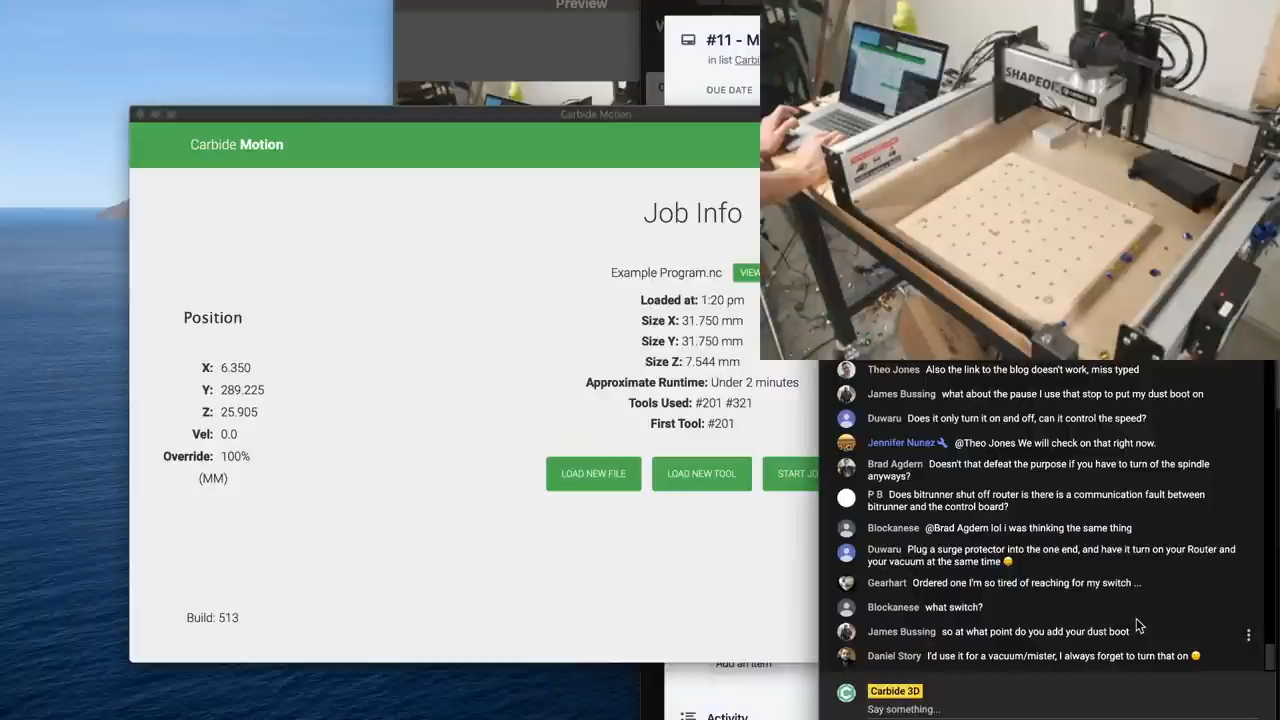 Preview
#11 - M
in list Carbi
DUE DATE
Carbide Motion
Carbide Motion
Job Info
Example Program.nc
VIEW
Loaded at: 1:20 pm
Size X: 31.750 mm
Size Y: 31.750 mm
Size Z: 7.544 mm
Approximate Runtime: Under 2 minutes
Tools Used: #201 #321
First Tool: #201
LOAD NEW FILE
LOAD NEW TOOL
START JO
Position
X: 6.350
Y: 289.225
Z: 25.905
Vel: 0.0
Override: 100%
(MM)
Build: 513
Add an item
Activity
SHAPEOKO
Theo Jones Also the link to the blog doesn't work, miss typed
James Bussing what about the pause I use that stop to put my dust boot on
Duwaru Does it only turn it on and off, can it control the speed?
Jennifer Nunez @Theo Jones We will check on that right now.
Brad Agdern Doesn't that defeat the purpose if you have to turn of the spindle
anyways?
P B Does bitrunner shut off router is there is a communication fault between
bitrunner and the control board?
Blockanese @Brad Agdern lol i was thinking the same thing
Duwaru Plug a surge protector into the one end, and have it turn on your Router and
your vacuum at the same time 😄
Gearhart Ordered one I'm so tired of reaching for my switch ...
Blockanese what switch?
James Bussing so at what point do you add your dust boot
Daniel Story I'd use it for a vacuum/mister, I always forget to turn that on 😕
Carbide 3D
Say something...